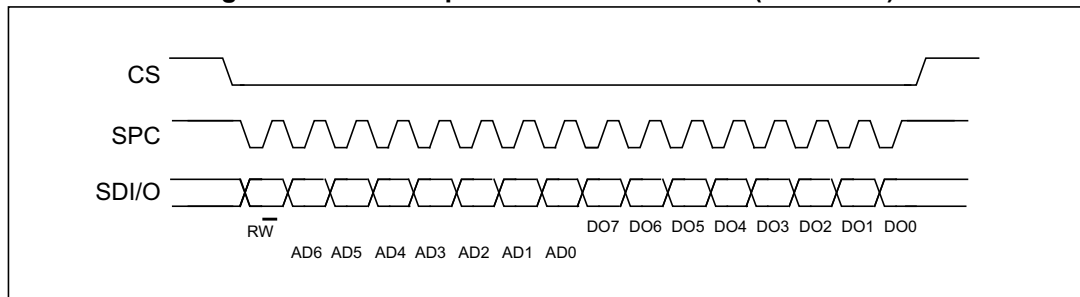 CS
SPC
SDI/O
RW
DO7 DO6 DO5 DO4 DO3 DO2 DO1 DO0
AD6 AD5 AD4 AD3 AD2 AD1 AD0